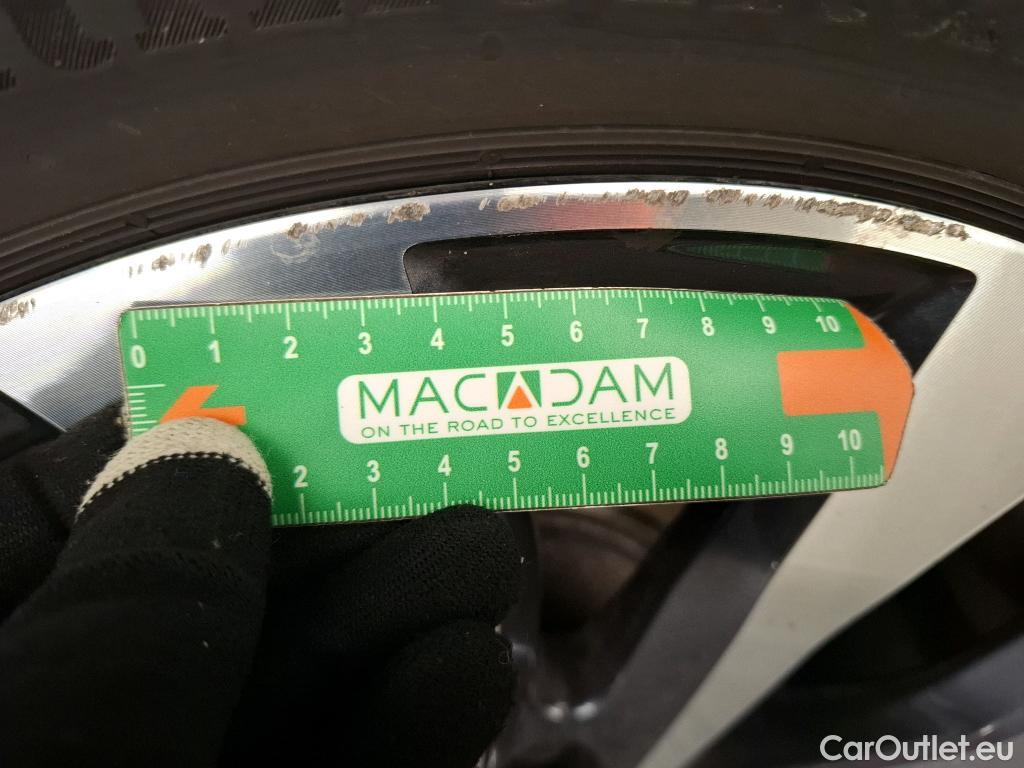 0 1 2 3 4 5 6 7 8 9 10
MACADAM
ON THE ROAD TO EXCELLENCE
2 3 4 5 6 7 8 9 10
CarOutlet.eu